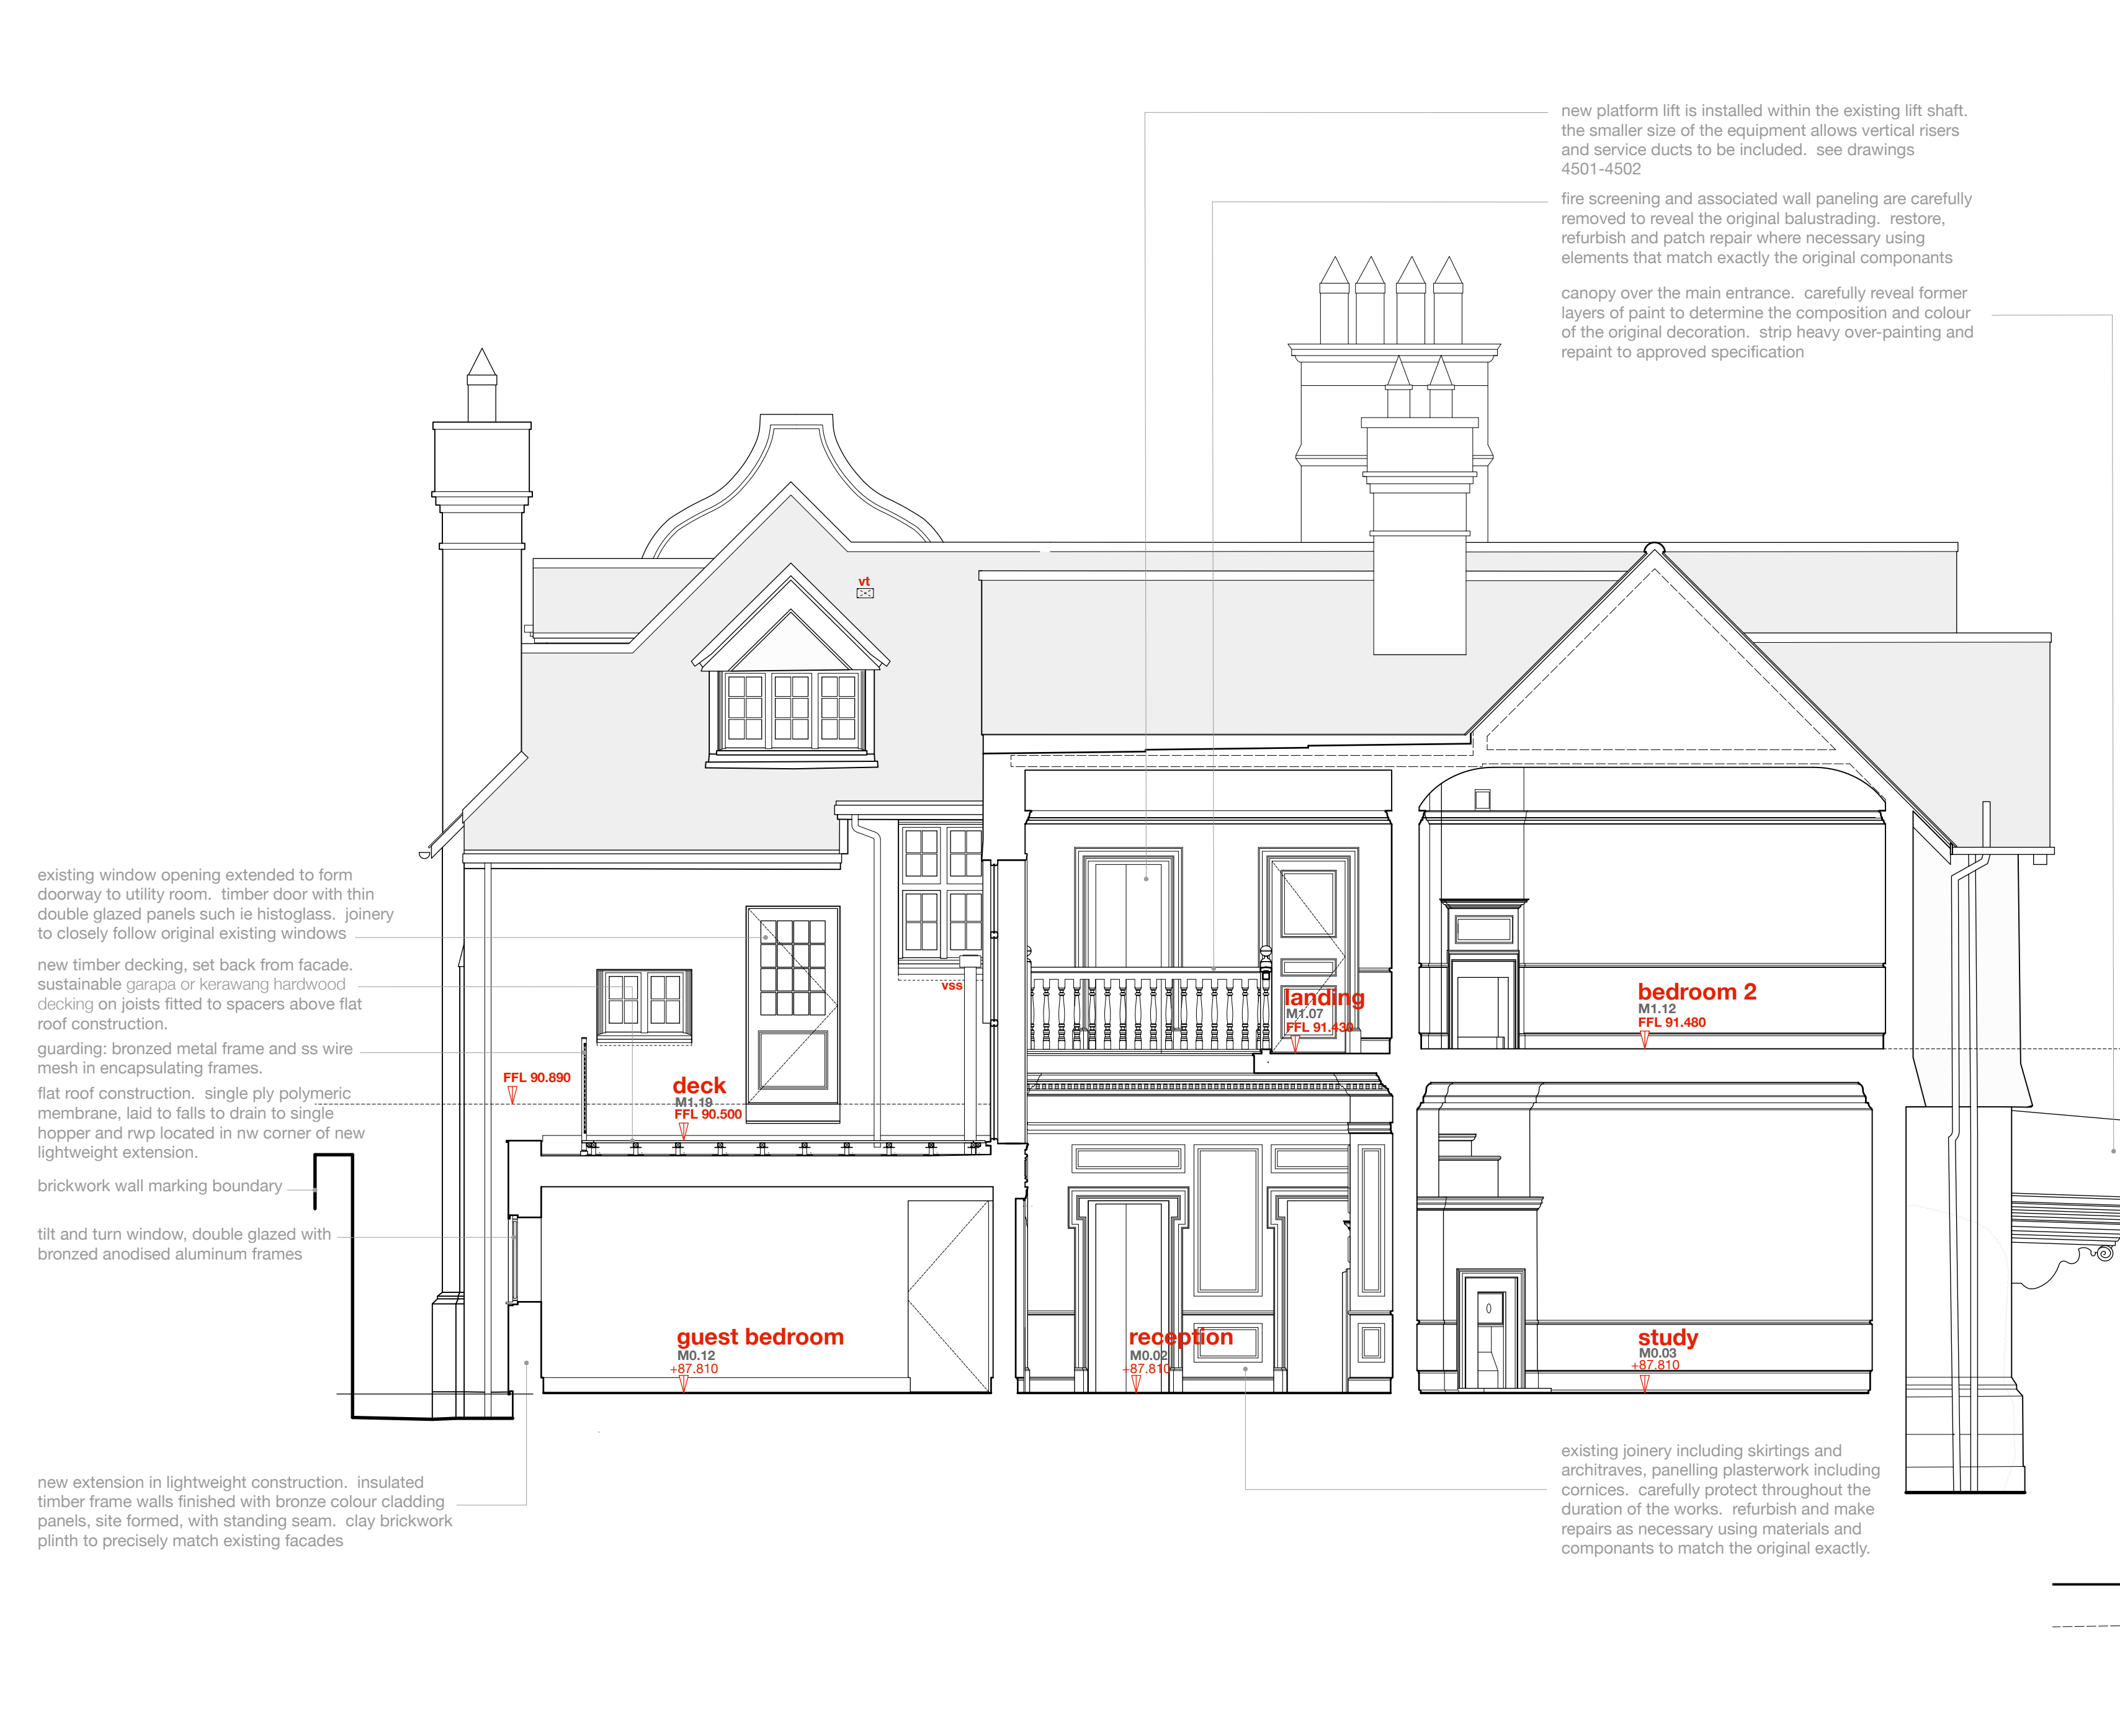 new platform lift is installed within the existing lift shaft.
the smaller size of the equipment allows vertical risers
and service ducts to be included.  see drawings
4501-4502
fire screening and associated wall paneling are carefully
removed to reveal the original balustrading.  restore,
refurbish and patch repair where necessary using
elements that match exactly the original componants
canopy over the main entrance.  carefully reveal former
layers of paint to determine the composition and colour
of the original decoration.  strip heavy over-painting and
repaint to approved specification
vt
existing window opening extended to form
doorway to utility room.  timber door with thin
double glazed panels such ie histoglass.  joinery
to closely follow original existing windows
new timber decking, set back from facade.
sustainable garapa or kerawang hardwood
decking on joists fitted to spacers above flat
roof construction.
guarding: bronzed metal frame and ss wire
mesh in encapsulating frames.
flat roof construction.  single ply polymeric
membrane, laid to falls to drain to single
hopper and rwp located in nw corner of new
lightweight extension.
brickwork wall marking boundary
tilt and turn window, double glazed with
bronzed anodised aluminum frames
vss
landing
M1.07
FFL 91.430
bedroom 2
M1.12
FFL 91.480
FFL 90.890
deck
M1.19
FFL 90.500
guest bedroom
M0.12
+87.810
reception
M0.02
+87.810
study
M0.03
+87.810
new extension in lightweight construction.  insulated
timber frame walls finished with bronze colour cladding
panels, site formed, with standing seam.  clay brickwork
plinth to precisely match existing facades
existing joinery including skirtings and
architraves, panelling plasterwork including
cornices.  carefully protect throughout the
duration of the works.  refurbish and make
repairs as necessary using materials and
componants to match the original exactly.